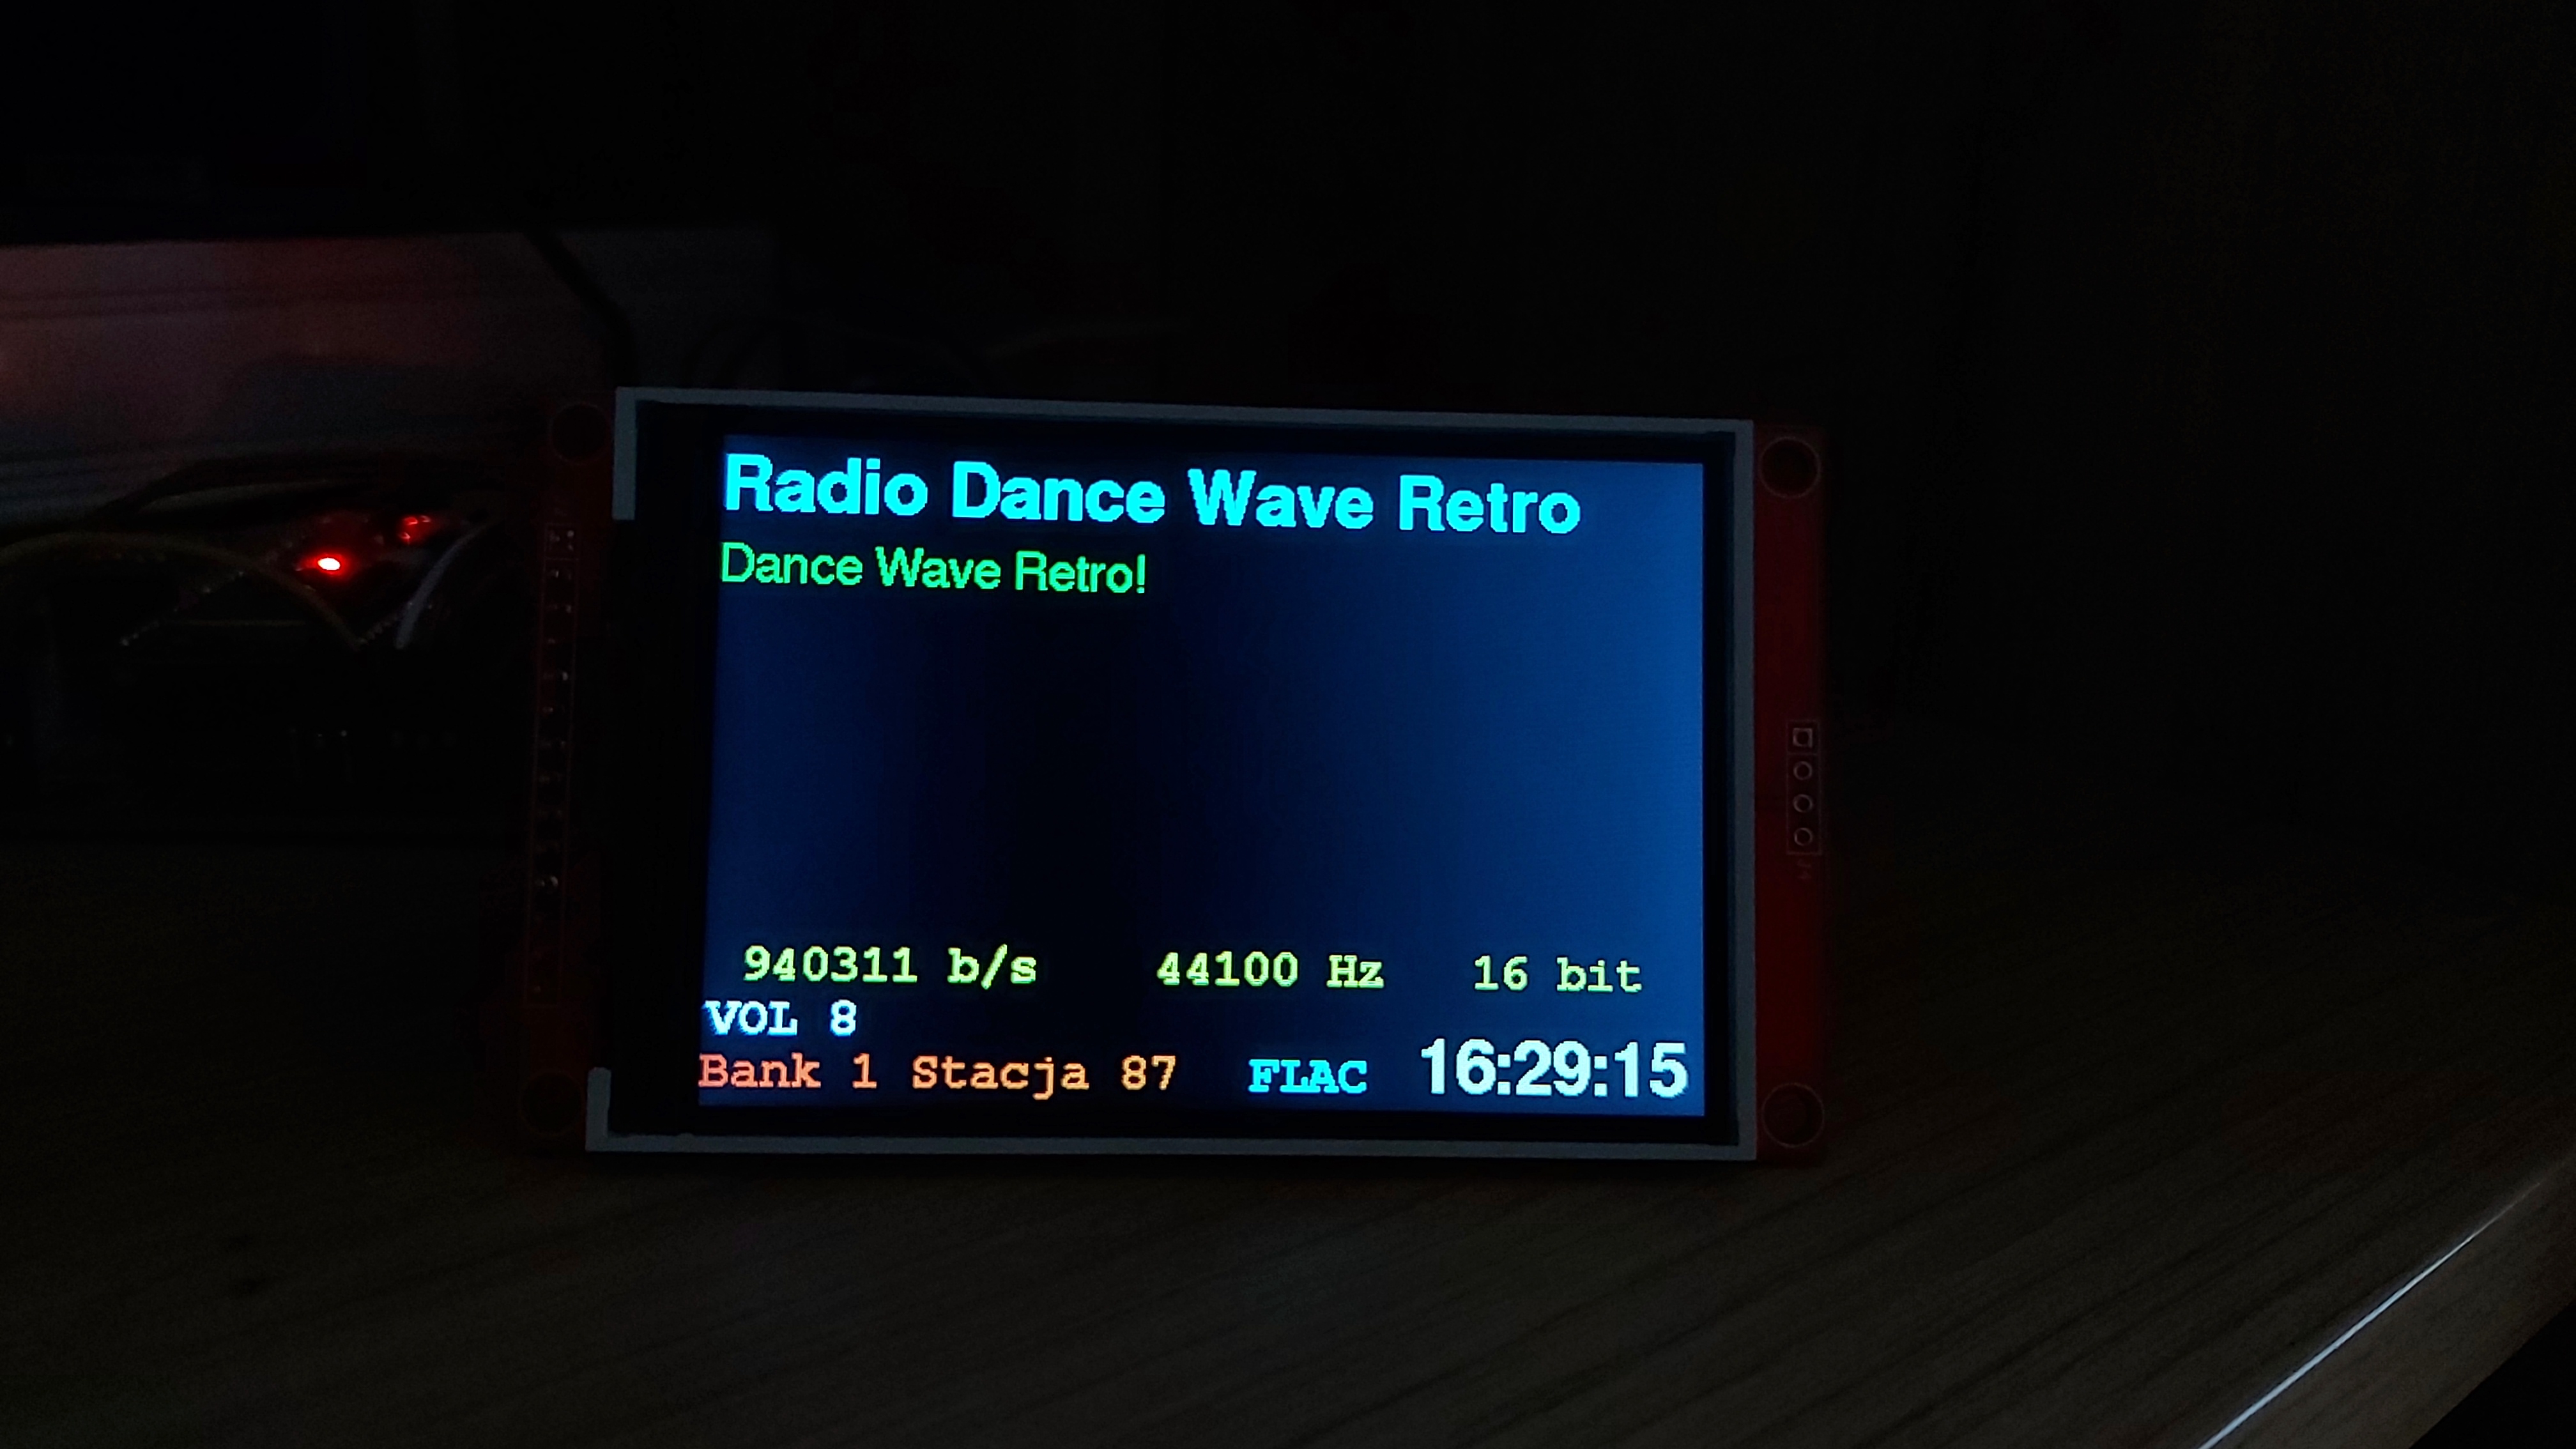 Radio Dance Wave Retro
Dance Wave Retro!
940311 b/s 44100 Hz 16 bit
VOL 8
Bank 1 Stacja 87 FLAC 16:29:15